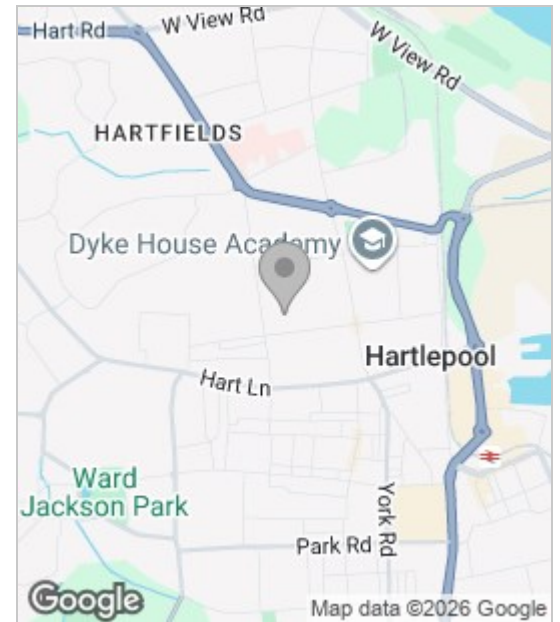 W View Rd
Hart Rd
W View Rd
HARTFIELDS
Dyke House Academy
Hartlepool
Hart Ln
Ward
Jackson Park
York Rd
Park Rd
Google
Map data ©2026 Google